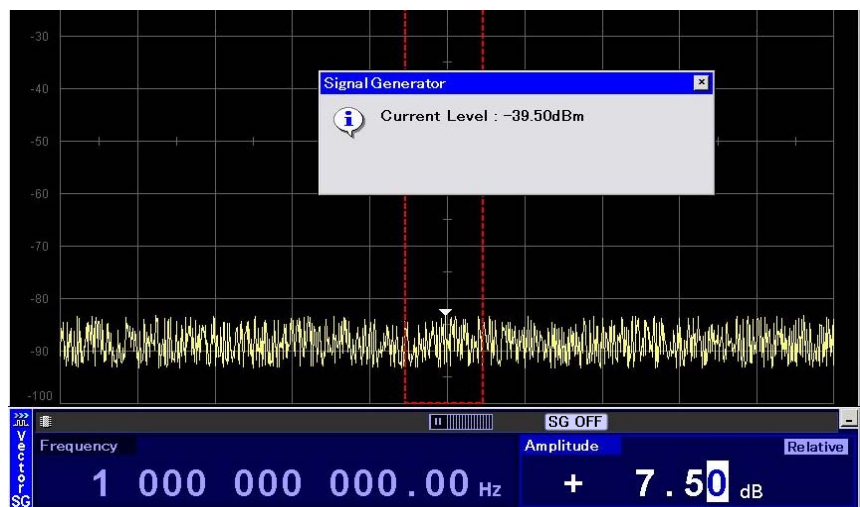 -30
-40
-50
-60
-70
-80
-90
-100
Signal Generator
Current Level : -39.50dBm
SG OFF
Vector SG
Frequency
1 000 000 000.00 Hz
Amplitude
Relative
+ 7.50 dB